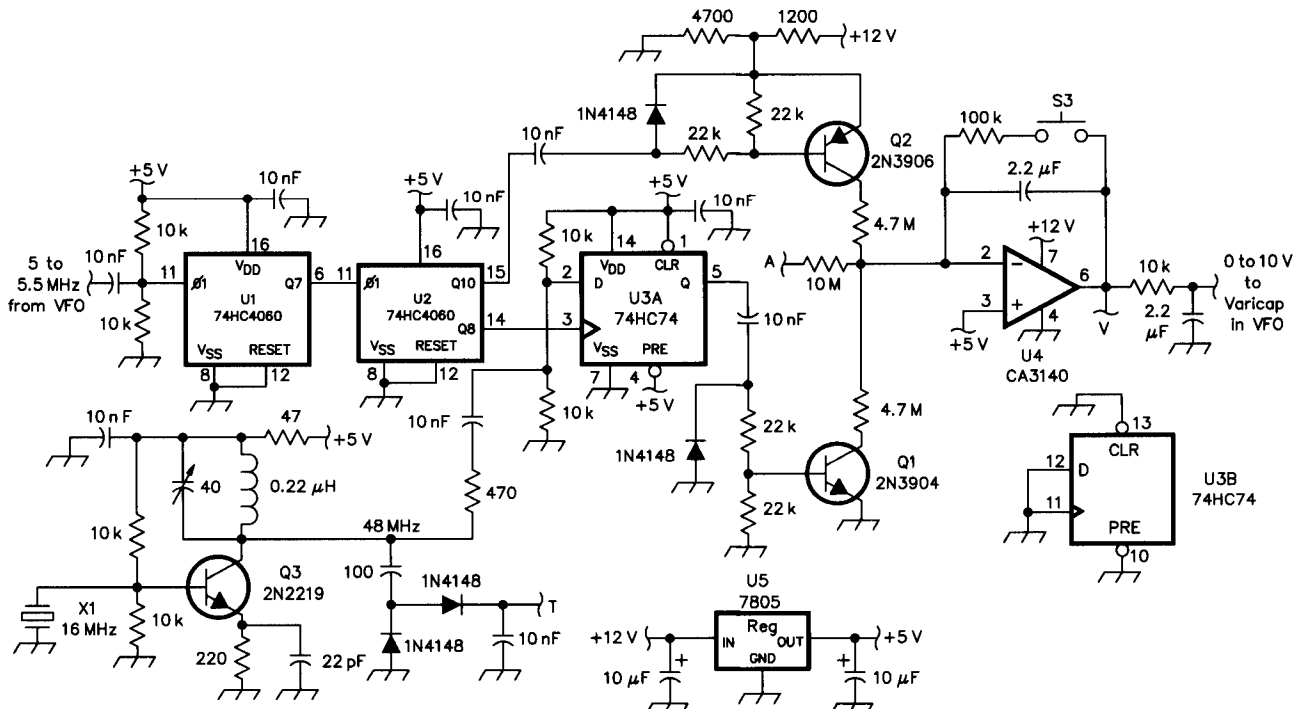 4700
1200
+12 V
1N4148
22 k
22 k
10 nF
Q2
2N3906
S3
100 k
2.2 µF
+5 V
10 nF
10 k
10 nF
5 to
5.5 MHz
from VFO
11
16
VDD
ø1
Q7
6
U1
74HC4060
VSS
RESET
8
12
10 k
+5 V
10 nF
16
11
ø1
Q10
15
U2
74HC4060
Q8
14
VSS
RESET
8
12
+5 V
10 nF
10 k
14
1
2
VDD
CLR
5
D
Q
U3A
74HC74
3
VSS
PRE
7
4
+5 V
10 k
10 nF
4.7 M
A
10 M
+12 V
2
7
6
3
4
+5 V
U4
CA3140
V
10 k
2.2
µF
0 to 10 V
to
Varicap
in VFO
4.7 M
1N4148
22 k
22 k
Q1
2N3904
13
CLR
12
D
11
PRE
10
U3B
74HC74
10 nF
47
+5 V
40
0.22 µH
10 k
10 nF
470
48 MHz
Q3
2N2219
X1
16 MHz
10 k
220
22 pF
100
1N4148
1N4148
T
10 nF
U5
7805
+12 V
Reg
IN
OUT
GND
+5 V
+
10 µF
+
10 µF